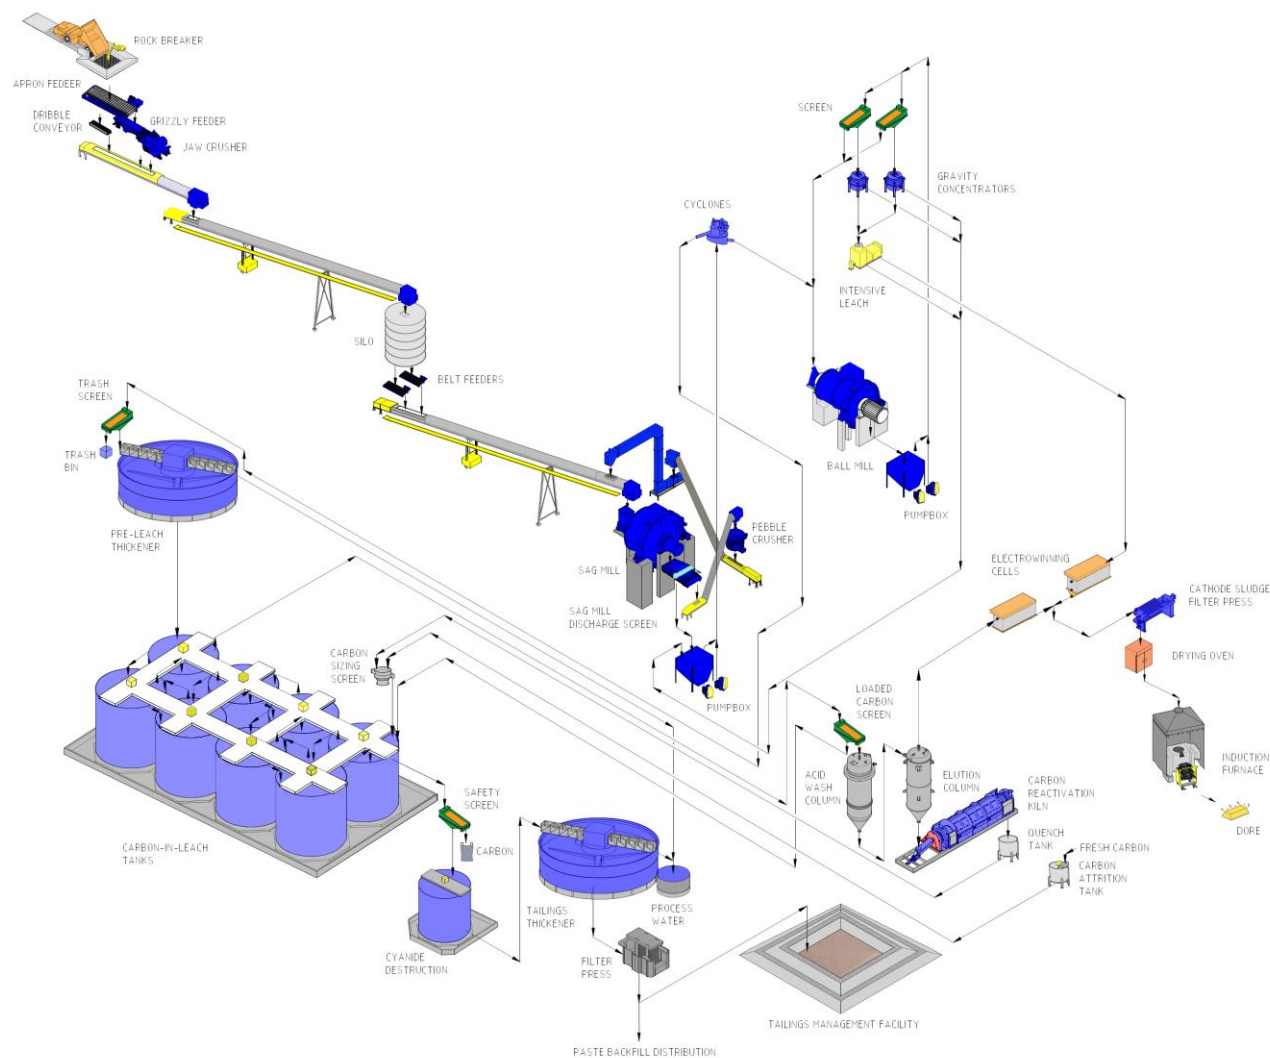 ROCK BREAKER
APRON FEDEER
DRIBBLE
CONVEYOR
GRIZZLY FEEDER
JAW CRUSHER
SCREEN
GRAVITY
CONCENTRATORS
CYCLONES
INTENSIVE
LEACH
SILO
BELT FEEDERS
TRASH
SCREEN
TRASH
BIN
PRE-LEACH
THICKENER
BALL MILL
PUMPBOX
PEBBLE
CRUSHER
SAG MILL
SAG MILL
DISCHARGE SCREEN
ELECTROWINNING
CELLS
CATHODE SLUDGE
FILTER PRESS
DRYING OVEN
CARBON
SIZING
SCREEN
PUMPBOX
LOADED
CARBON
SCREEN
ACID
WASH
COLUMN
ELUTION
COLUMN
CARBON
REACTIVATION
KILN
INDUCTION
FURNACE
DORE
QUENCH
TANK
FRESH CARBON
CARBON
ATTRITION
TANK
SAFETY
SCREEN
CARBON
CARBON-IN-LEACH
TANKS
TAILINGS
THICKENER
PROCESS
WATER
CYANIDE
DESTRUCTION
FILTER
PRESS
TAILINGS MANAGEMENT FACILITY
PASTE BACKFILL DISTRIBUTION